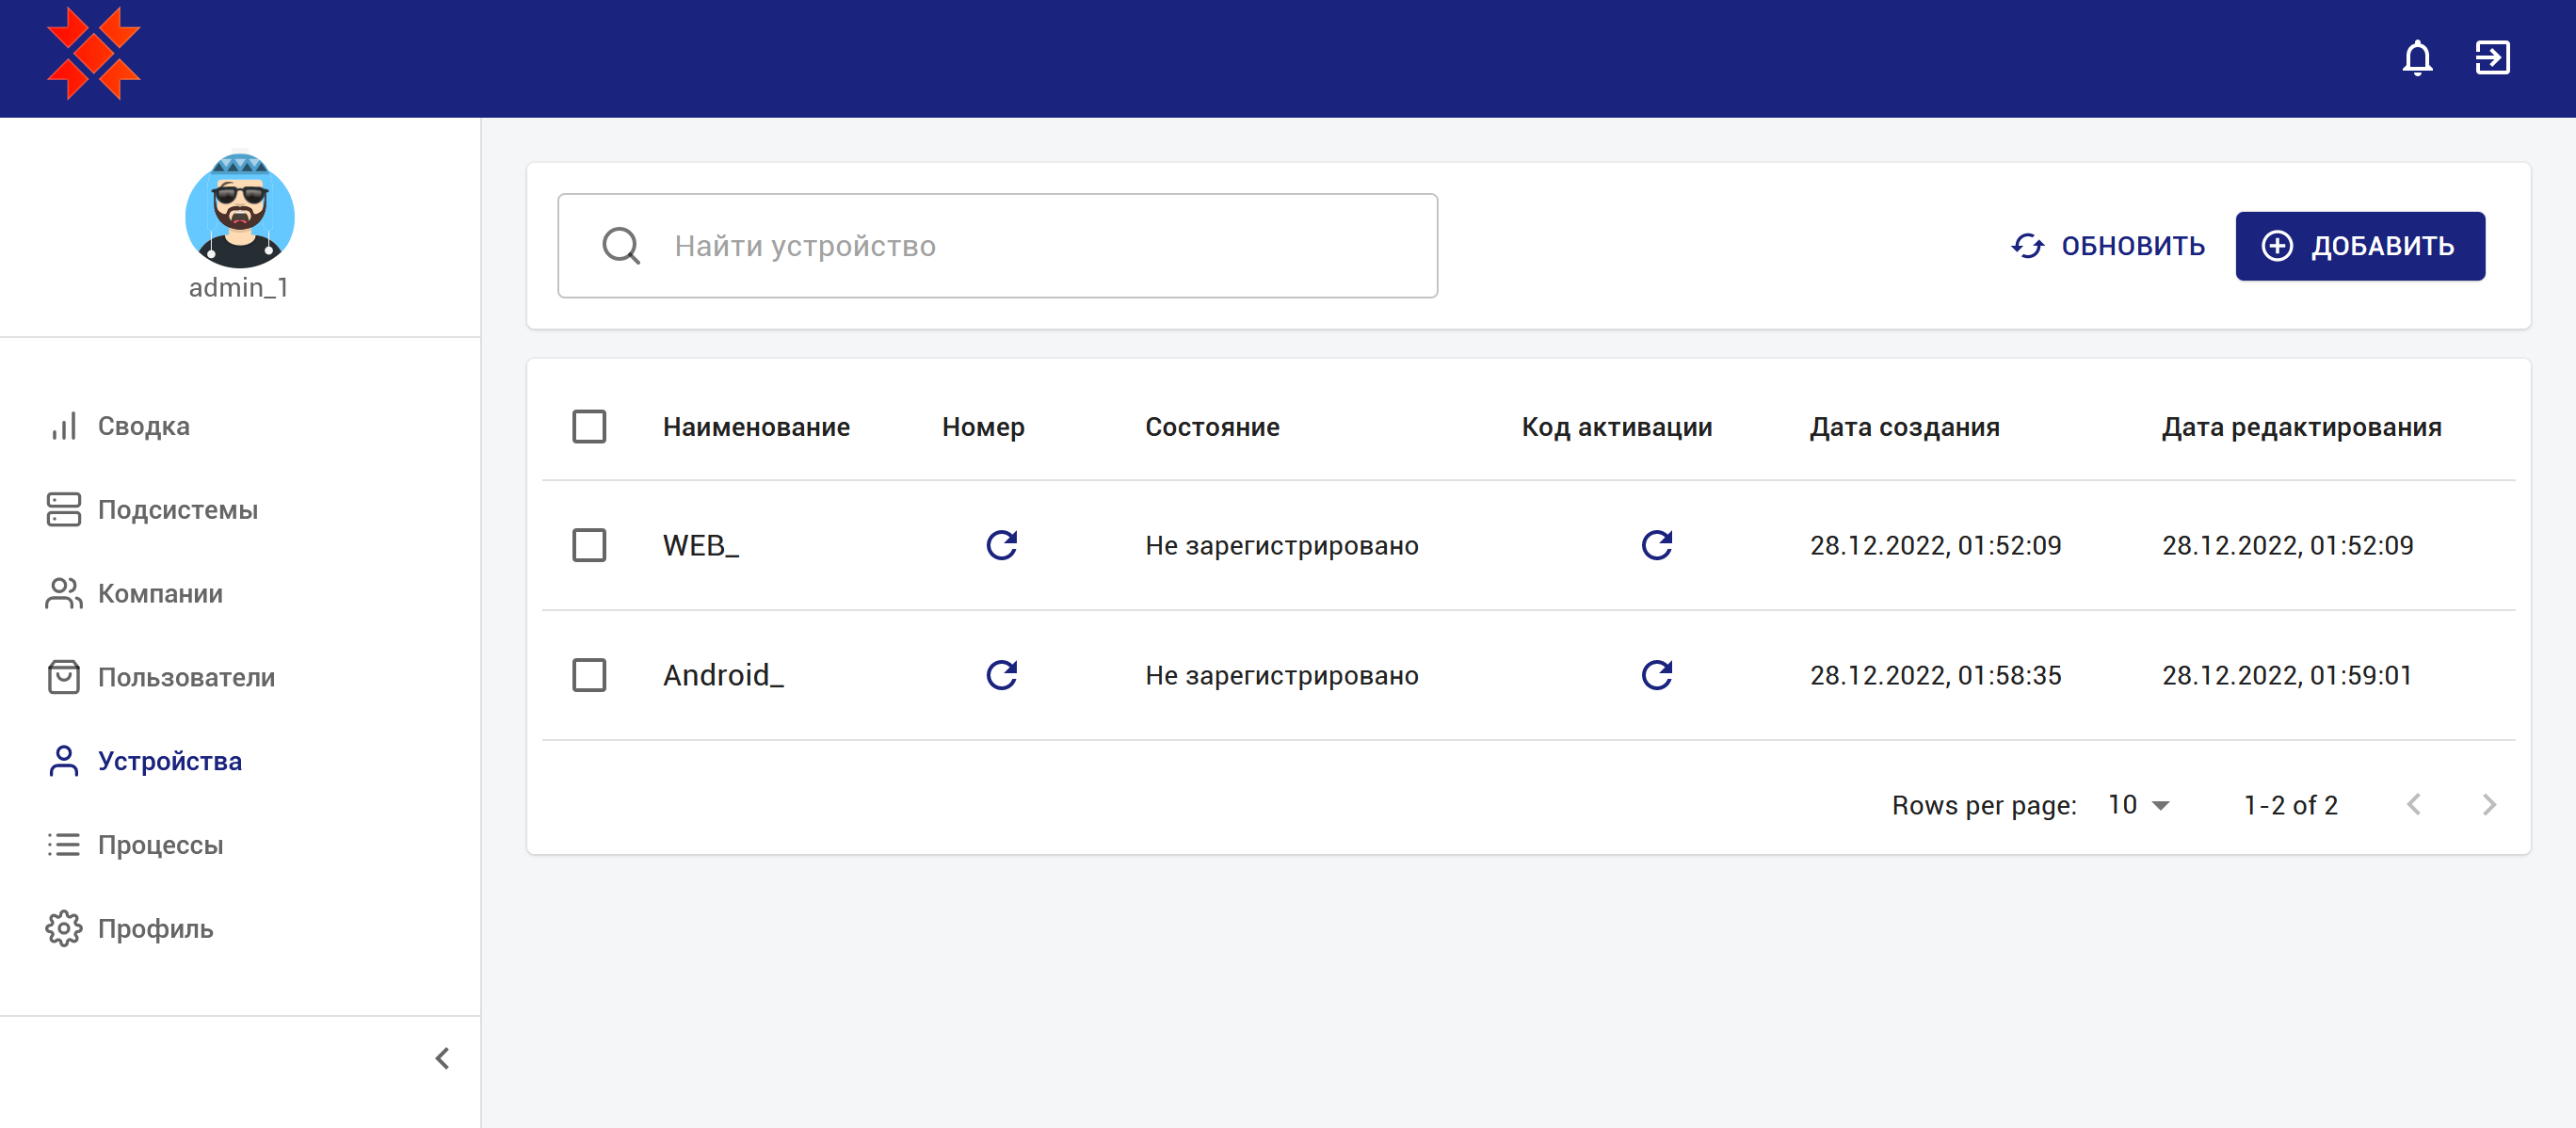 admin_1
Сводка
Подсистемы
Компании
Пользователи
Устройства
Процессы
Профиль
Найти устройство
ОБНОВИТЬ
ДОБАВИТЬ
Наименование Номер Состояние Код активации Дата создания Дата редактирования
WEB_ Не зарегистрировано 28.12.2022, 01:52:09 28.12.2022, 01:52:09
Android_ Не зарегистрировано 28.12.2022, 01:58:35 28.12.2022, 01:59:01
Rows per page: 10 1-2 of 2